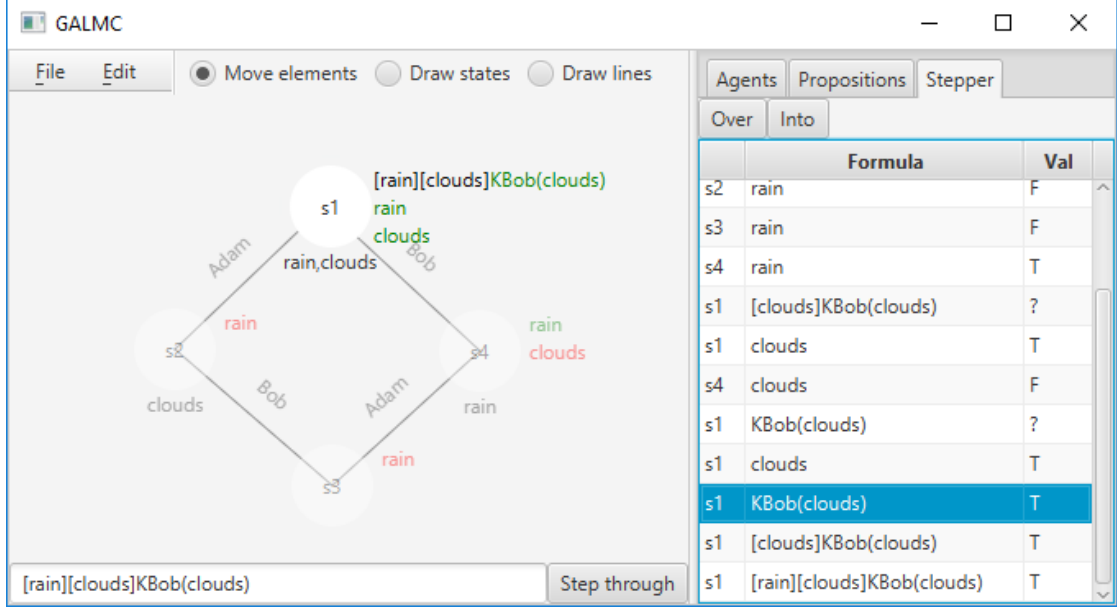 GALMC
File Edit Move elements Draw states Draw lines
Agents Propositions Stepper
Over Into
Formula Val
s2 rain F
s3 rain F
s4 rain T
s1 [clouds]KBob(clouds) ?
s1 clouds T
s4 clouds F
s1 KBob(clouds) ?
s1 clouds T
s1 KBob(clouds) T
s1 [clouds]KBob(clouds) T
s1 [rain][clouds]KBob(clouds) T
[rain][clouds]KBob(clouds)
s1 rain
clouds
Adam Bob
rain,clouds
rain rain
s2 s4 clouds
Bob Adam
clouds rain
rain
s3
[rain][clouds]KBob(clouds) Step through